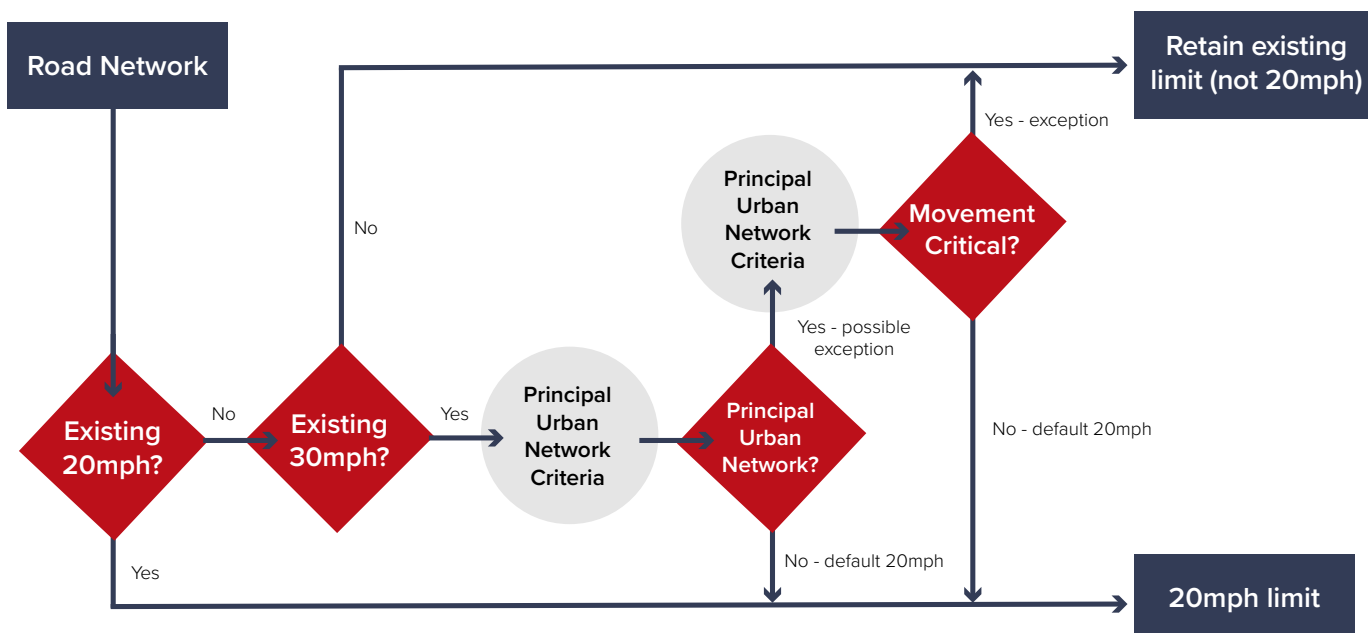 Road Network
Retain existing
limit (not 20mph)
Yes - exception
Principal
Urban
Network
Criteria
Movement
Critical?
No
Yes - possible
exception
Existing
20mph?
No
Existing
30mph?
Yes
Principal
Urban
Network
Criteria
Principal
Urban
Network?
No - default 20mph
No - default 20mph
Yes
20mph limit